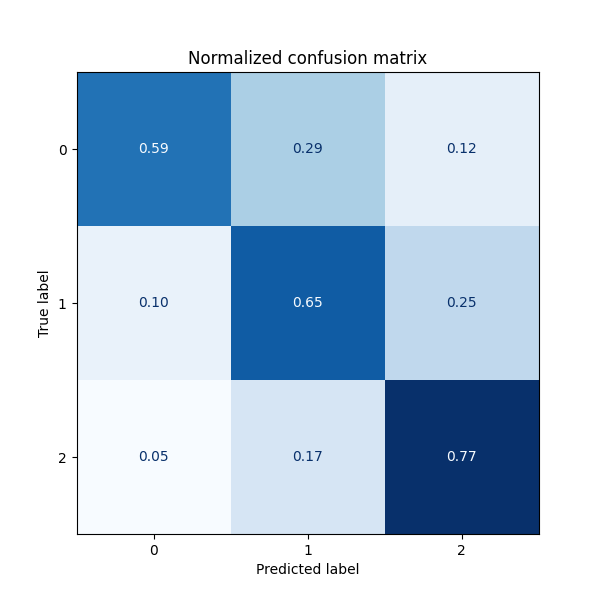 Normalized confusion matrix
0 0.59 0.29 0.12
1 0.10 0.65 0.25
2 0.05 0.17 0.77
True label
0 1 2
Predicted label